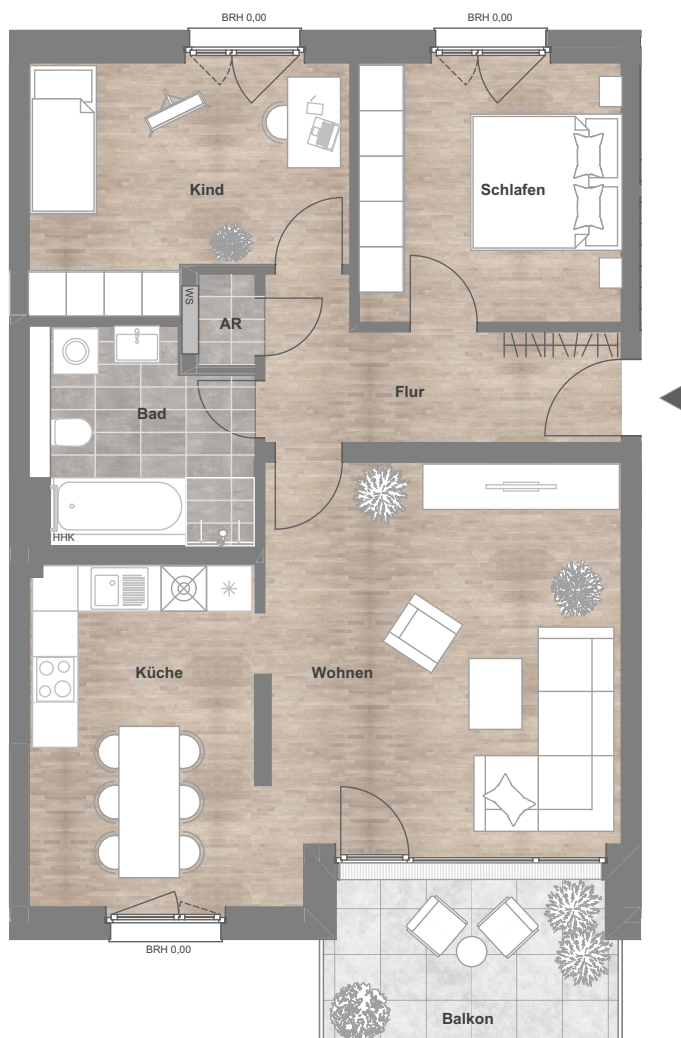 BRH 0,00
BRH 0,00
Kind
Schlafen
WS
AR
Flur
Bad
HHK
Küche
Wohnen
BRH 0,00
Balkon